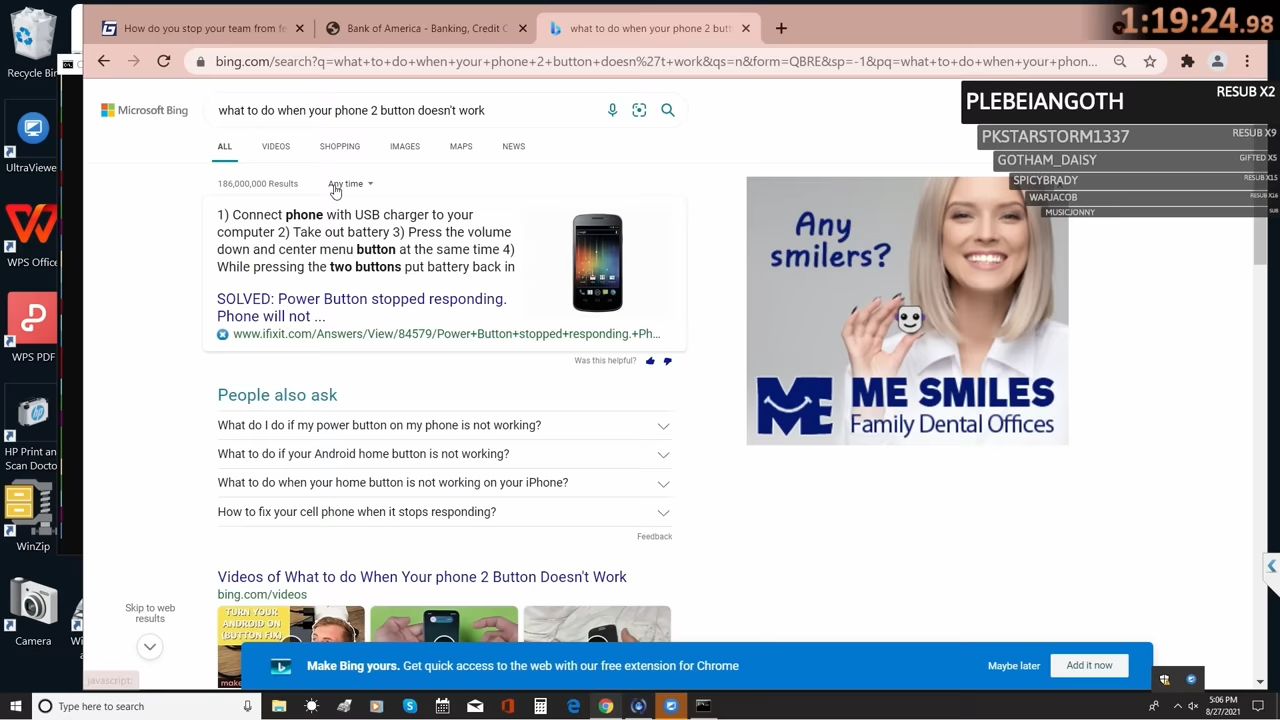 1:19:24.98
How do you stop your team from fe
Bank of America - Banking, Credit C
what to do when your phone 2 butt
bing.com/search?q=what+to+do+when+your+phone+2+button+doesn%27t+work&qs=n&form=QBRE&sp=-1&pq=what+to+do+when+your+phon...
PLEBEIANGOTH RESUB X2
PKSTARSTORM1337 RESUB X9
GOTHAM_DAISY GIFTED X5
SPICYBRADY RESUB X15
WARJACOB RESUB X16
MUSICJONNY SUB
Microsoft Bing
what to do when your phone 2 button doesn't work
ALL VIDEOS SHOPPING IMAGES MAPS NEWS
186,000,000 Results Any time
1) Connect phone with USB charger to your
computer 2) Take out battery 3) Press the volume
down and center menu button at the same time 4)
While pressing the two buttons put battery back in
SOLVED: Power Button stopped responding.
Phone will not ...
www.ifixit.com/Answers/View/84579/Power+Button+stopped+responding.+Ph...
Was this helpful?
People also ask
What do I do if my power button on my phone is not working?
What to do if your Android home button is not working?
What to do when your home button is not working on your iPhone?
How to fix your cell phone when it stops responding?
Feedback
Videos of What to do When Your phone 2 Button Doesn't Work
bing.com/videos
TURN YOUR
ANDROID ON
(BUTTON FIX)
Any
smilers?
ME ME SMILES
Family Dental Offices
Skip to web
results
Make Bing yours. Get quick access to the web with our free extension for Chrome
Maybe later
Add it now
javascript:
Recycle Bin
UltraViewer
WPS Office
WPS PDF
HP Print an
Scan Docto
WinZip
Camera
Type here to search
5:06 PM
8/27/2021